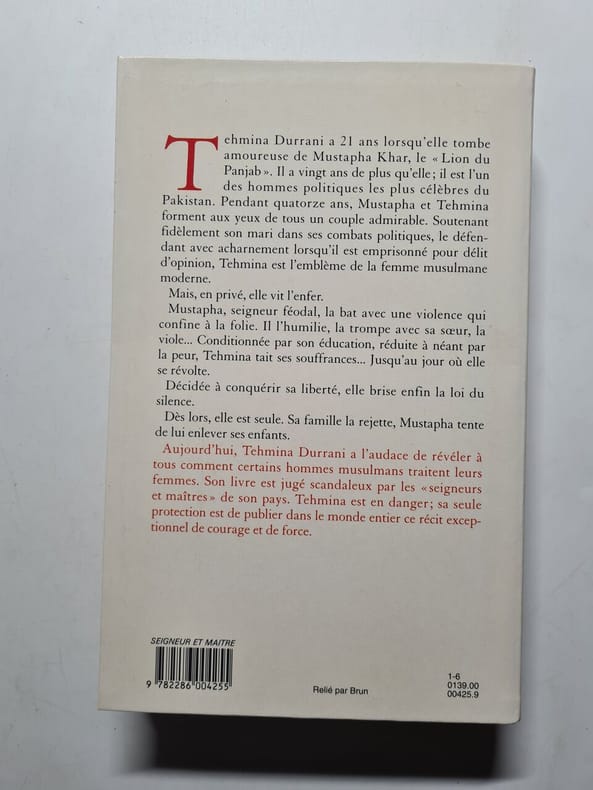 Tehmina Durrani a 21 ans lorsqu'elle tombe
amoureuse de Mustapha Khar, le « Lion du
Panjab ». Il a vingt ans de plus qu'elle ; il est l'un
des hommes politiques les plus célèbres du
Pakistan. Pendant quatorze ans, Mustapha et Tehmina
forment aux yeux de tous un couple admirable. Soutenant
fidèlement son mari dans ses combats politiques, le défen-
dant avec acharnement lorsqu'il est emprisonné pour délit
d'opinion, Tehmina est l'emblème de la femme musulmane
moderne.
Mais, en privé, elle vit l'enfer.
Mustapha, seigneur féodal, la bat avec une violence qui
confine à la folie. Il l'humilie, la trompe avec sa sœur, la
viole... Conditionnée par son éducation, réduite à néant par
la peur, Tehmina tait ses souffrances... Jusqu'au jour où elle
se révolte.
Décidée à conquérir sa liberté, elle brise enfin la loi du
silence.
Dès lors, elle est seule. Sa famille la rejette, Mustapha tente
de lui enlever ses enfants.
Aujourd'hui, Tehmina Durrani a l'audace de révéler à
tous comment certains hommes musulmans traitent leurs
femmes. Son livre est jugé scandaleux par les « seigneurs
et maîtres » de son pays. Tehmina est en danger ; sa seule
protection est de publier dans le monde entier ce récit excep-
tionnel de courage et de force.
SEIGNEUR ET MAITRE
9 782286 004255
Relié par Brun
1-6
0139.00
00425.9